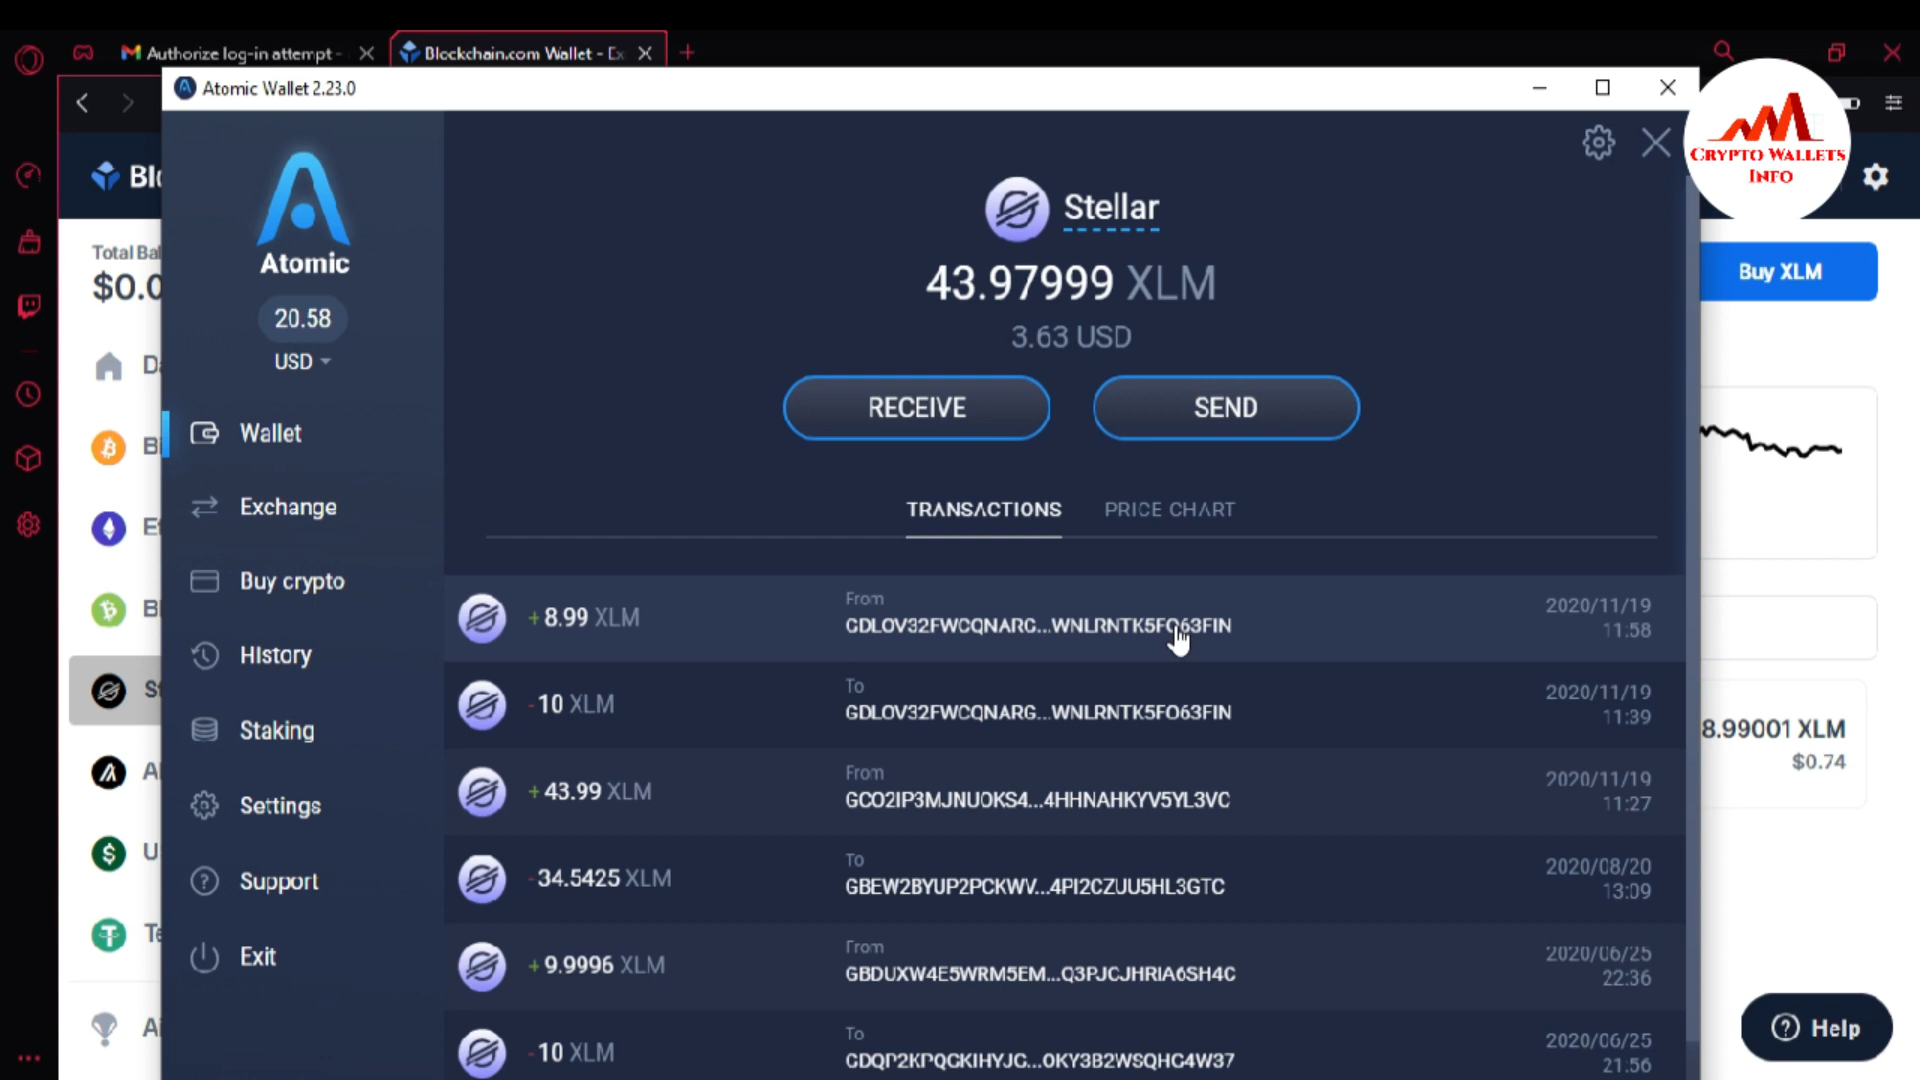 Authorize log-in attempt -
Blockchain.com Wallet - Ex
Atomic Wallet 2.23.0
CRYPTO WALLETS
INFO
Blo
Atomic
20.58
USD
Total Bal
$0.0
Stellar
43.97999 XLM
3.63 USD
RECEIVE
SEND
Buy XLM
Wallet
Exchange
Buy crypto
HIstory
Staking
Settings
Support
Exit
TRANSACTIONS
PRICE CHART
+ 8.99 XLM
From
GDLOV32FWCQNARG...WNLRNTK5FO63FIN
2020/11/19
11:58
- 10 XLM
To
GDLOV32FWCQNARG...WNLRNTK5FO63FIN
2020/11/19
11:39
+ 43.99 XLM
From
GCO2IP3MJNUOKS4...4HHNAHKYV5YL3VC
2020/11/19
11:27
- 34.5425 XLM
To
GBEW2BYUP2PCKWV...4PI2CZUU5HL3GTC
2020/08/20
13:09
+ 9.9996 XLM
From
GBDUXW4E5WRM5EM...Q3PJCJHRIA6SH4C
2020/06/25
22:36
- 10 XLM
To
2020/06/25
21:56
8.99001 XLM
$0.74
Help